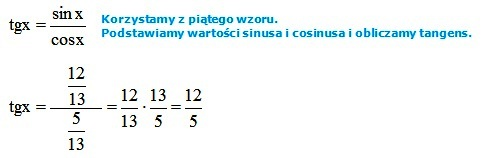 tgx = sin x / cosx
Korzystamy z piątego wzoru.
Podstawiamy wartości sinusa i cosinusa i obliczamy tangens.
tgx = (12/13) / (5/13) = 12/13 · 13/5 = 12/5